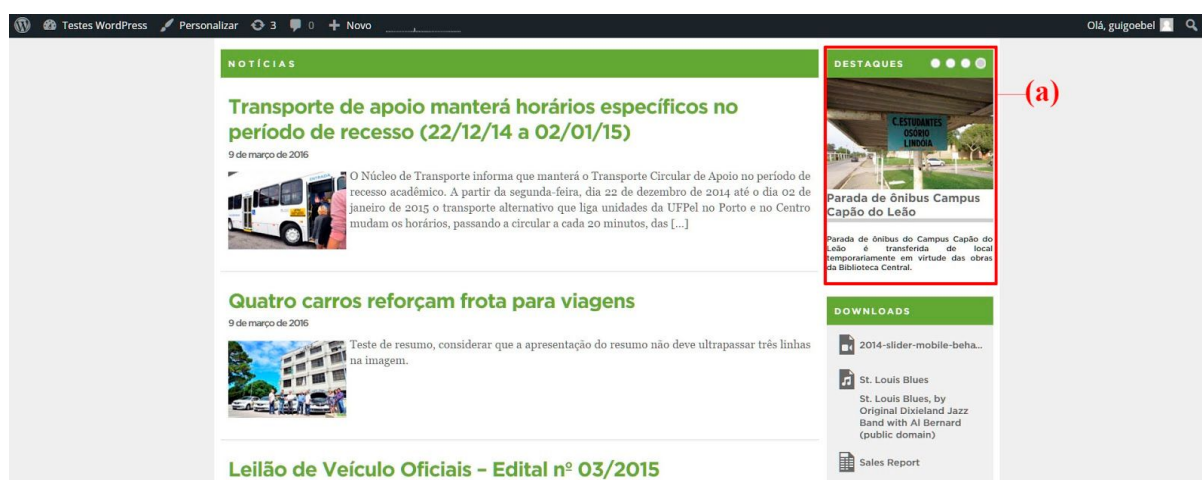 Testes WordPress Personalizar 3 0 Novo Olá, guigoebel
NOTÍCIAS
Transporte de apoio manterá horários específicos no
período de recesso (22/12/14 a 02/01/15)
9 de março de 2016
O Núcleo de Transporte informa que manterá o Transporte Circular de Apoio no período de
recesso acadêmico. A partir da segunda-feira, dia 22 de dezembro de 2014 até o dia 02 de
janeiro de 2015 o transporte alternativo que liga unidades da UFPel no Porto e no Centro
mudam os horários, passando a circular a cada 20 minutos, das [...]
Quatro carros reforçam frota para viagens
9 de março de 2016
Teste de resumo, considerar que a apresentação do resumo não deve ultrapassar três linhas
na imagem.
Leilão de Veículo Oficiais – Edital nº 03/2015
DESTAQUES
(a)
C.ESTUDANTES
OSÓRIO
LINDÓIA
Parada de ônibus Campus
Capão do Leão
Parada de ônibus do Campus Capão do
Leão é transferida de local
temporariamente em virtude das obras
da Biblioteca Central.
DOWNLOADS
2014-slider-mobile-beha...
St. Louis Blues
St. Louis Blues, by
Original Dixieland Jazz
Band with Al Bernard
(public domain)
Sales Report